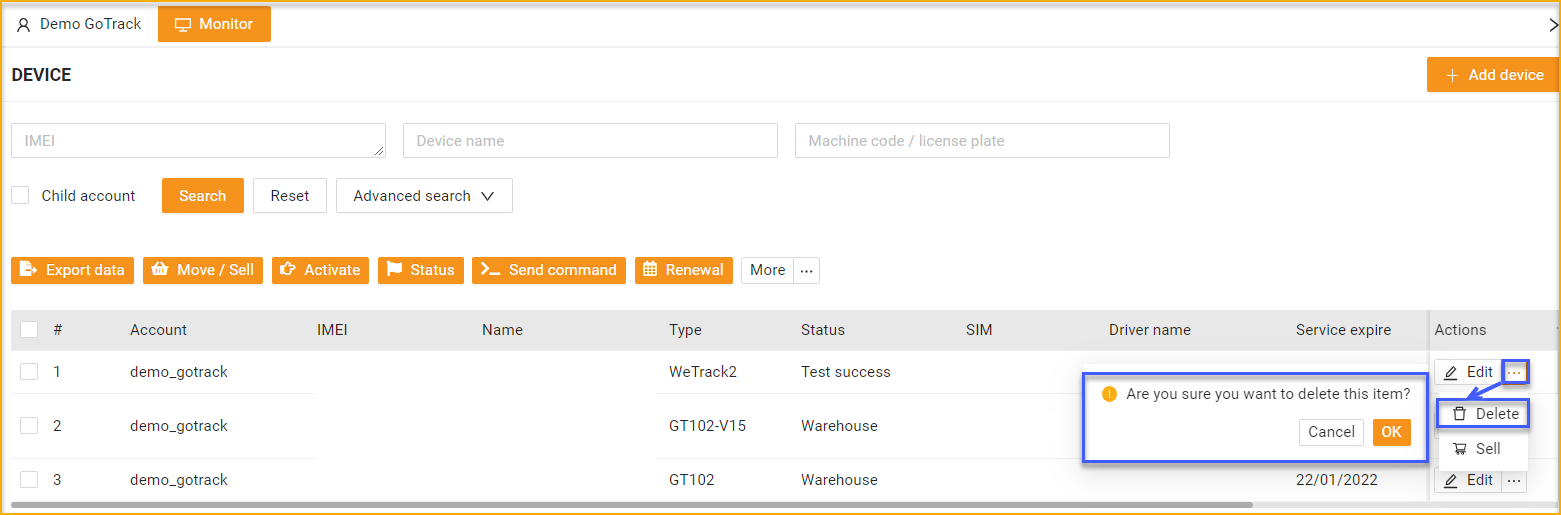 Demo GoTrack Monitor
DEVICE
+ Add device
IMEI Device name Machine code / license plate
Child account Search Reset Advanced search
Export data Move / Sell Activate Status Send command Renewal More ...
# Account IMEI Name Type Status SIM Driver name Service expire Actions
1 demo_gotrack WeTrack2 Test success Edit ...
Are you sure you want to delete this item?
Delete
2 demo_gotrack GT102-V15 Warehouse
Cancel OK
Sell
3 demo_gotrack GT102 Warehouse 22/01/2022 Edit ...